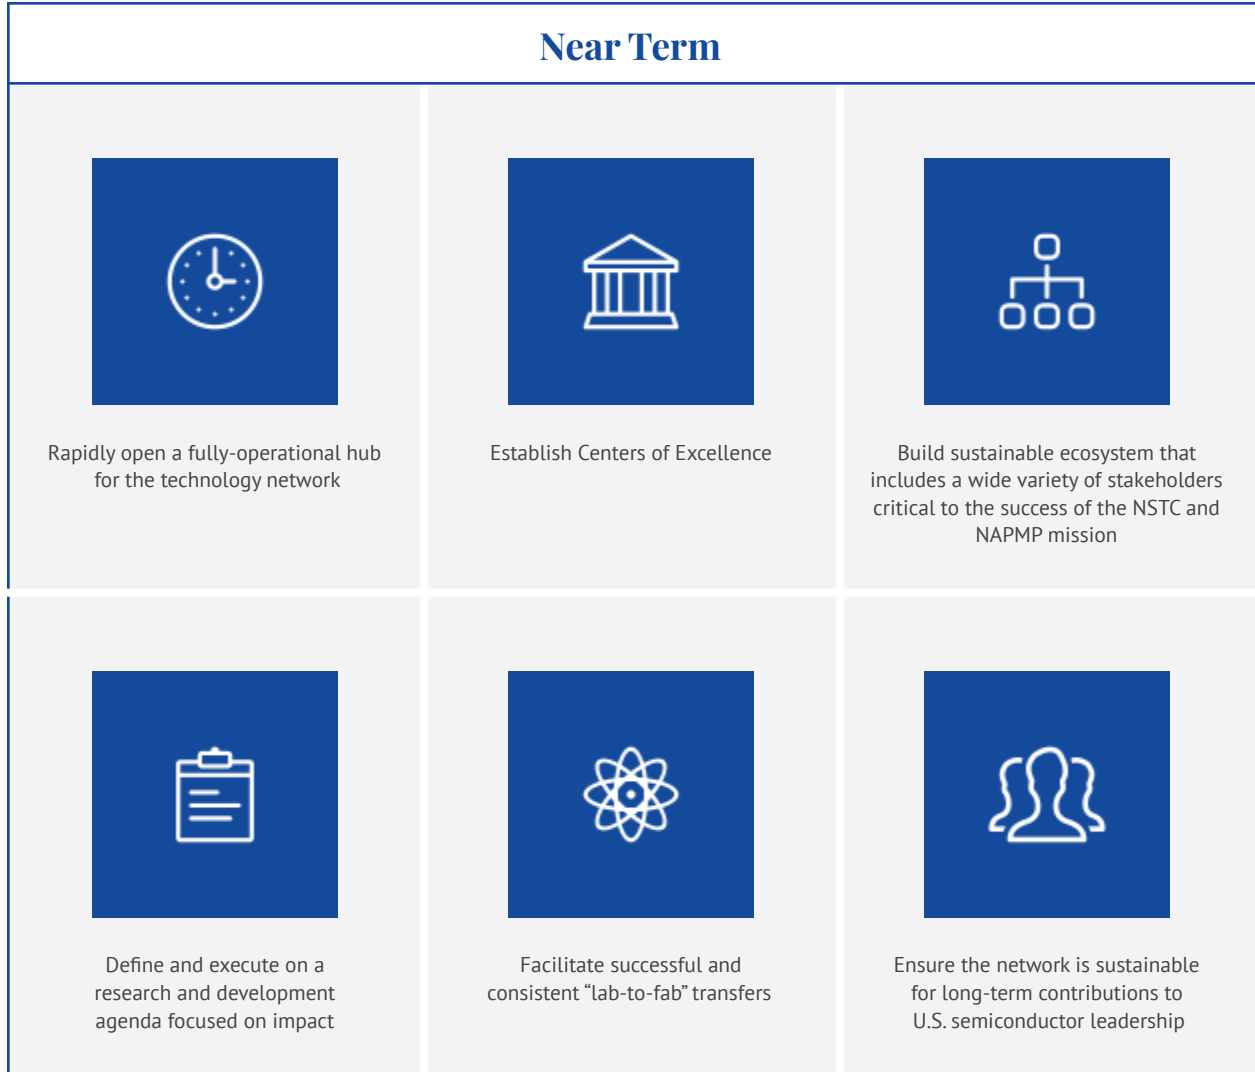 Near Term
Rapidly open a fully-operational hub
for the technology network
Establish Centers of Excellence
Build sustainable ecosystem that
includes a wide variety of stakeholders
critical to the success of the NSTC and
NAPMP mission
Define and execute on a
research and development
agenda focused on impact
Facilitate successful and
consistent “lab-to-fab” transfers
Ensure the network is sustainable
for long-term contributions to
U.S. semiconductor leadership